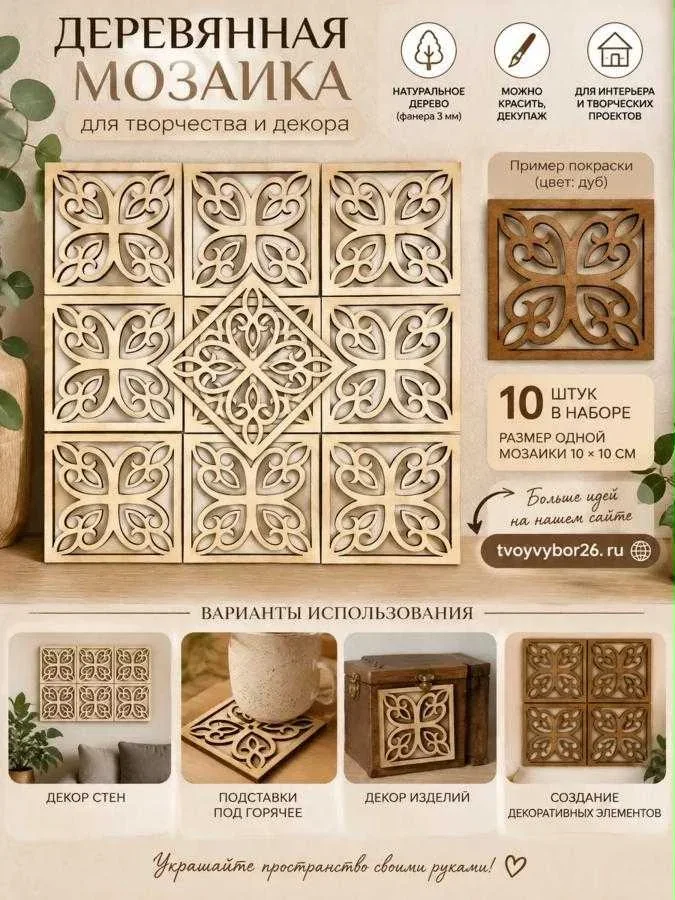 ДЕРЕВЯННАЯ
МОЗАИКА
для творчества и декора
НАТУРАЛЬНОЕ
ДЕРЕВО
(фанера 3 мм)
МОЖНО
КРАСИТЬ,
ДЕКУПАЖ
ДЛЯ ИНТЕРЬЕРА
И ТВОРЧЕСКИХ
ПРОЕКТОВ
Пример покраски
(цвет: дуб)
10 ШТУК
В НАБОРЕ
РАЗМЕР ОДНОЙ
МОЗАИКИ 10 × 10 СМ
Больше идей
на нашем сайте
tvoyvybor26. ru
ВАРИАНТЫ ИСПОЛЬЗОВАНИЯ
ДЕКОР СТЕН
ПОДСТАВКИ
ПОД ГОРЯЧЕЕ
ДЕКОР ИЗДЕЛИЙ
СОЗДАНИЕ
ДЕКОРАТИВНЫХ ЭЛЕМЕНТОВ
Украшайте пространство своими руками!